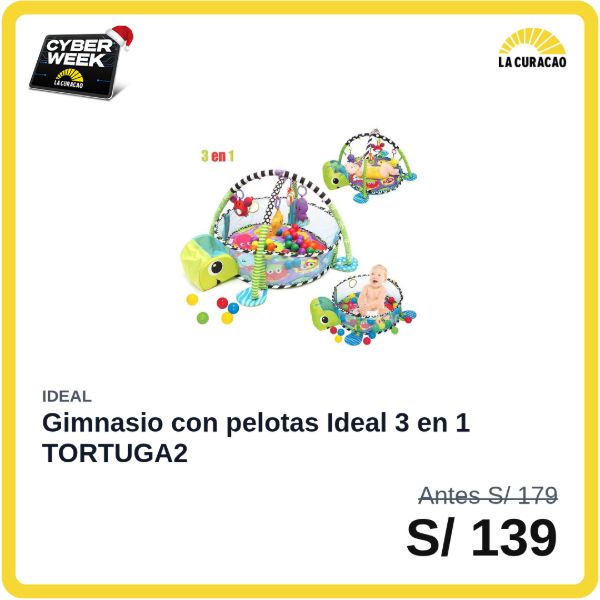 CYBER
WEEK
LA CURACAO
LA CURACAO
3 en 1
IDEAL
Gimnasio con pelotas Ideal 3 en 1
TORTUGA2
Antes S/ 179
S/ 139